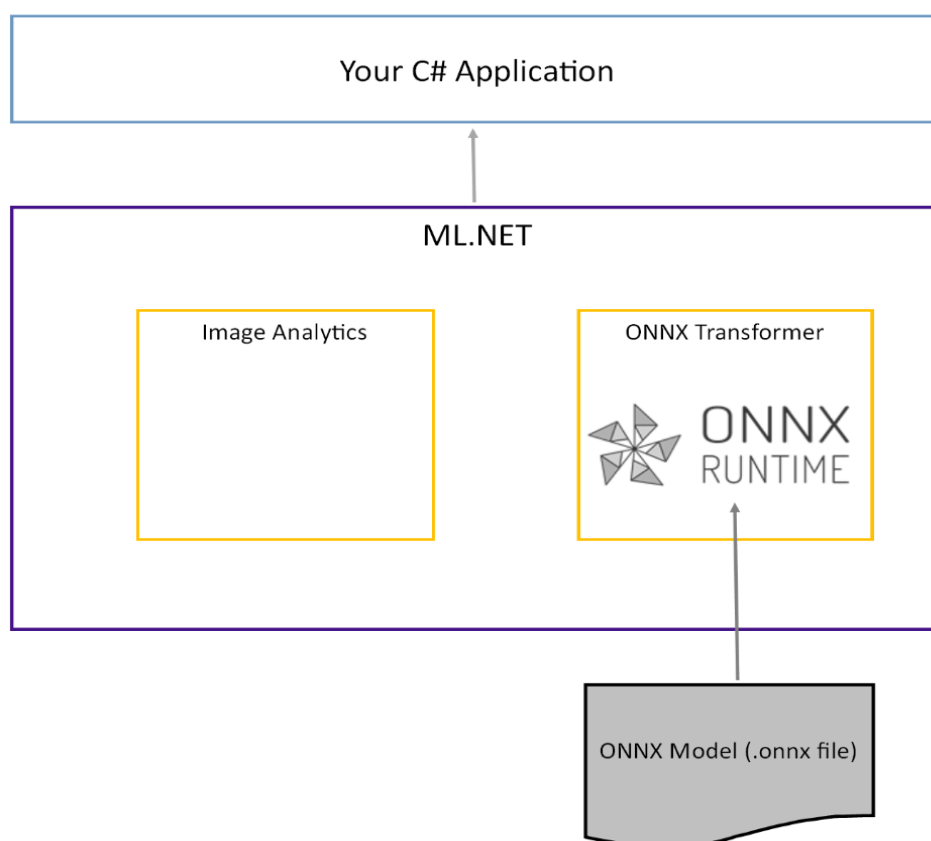 Your C# Application
ML.NET
Image Analytics
ONNX Transformer
ONNX
RUNTIME
ONNX Model (.onnx file)